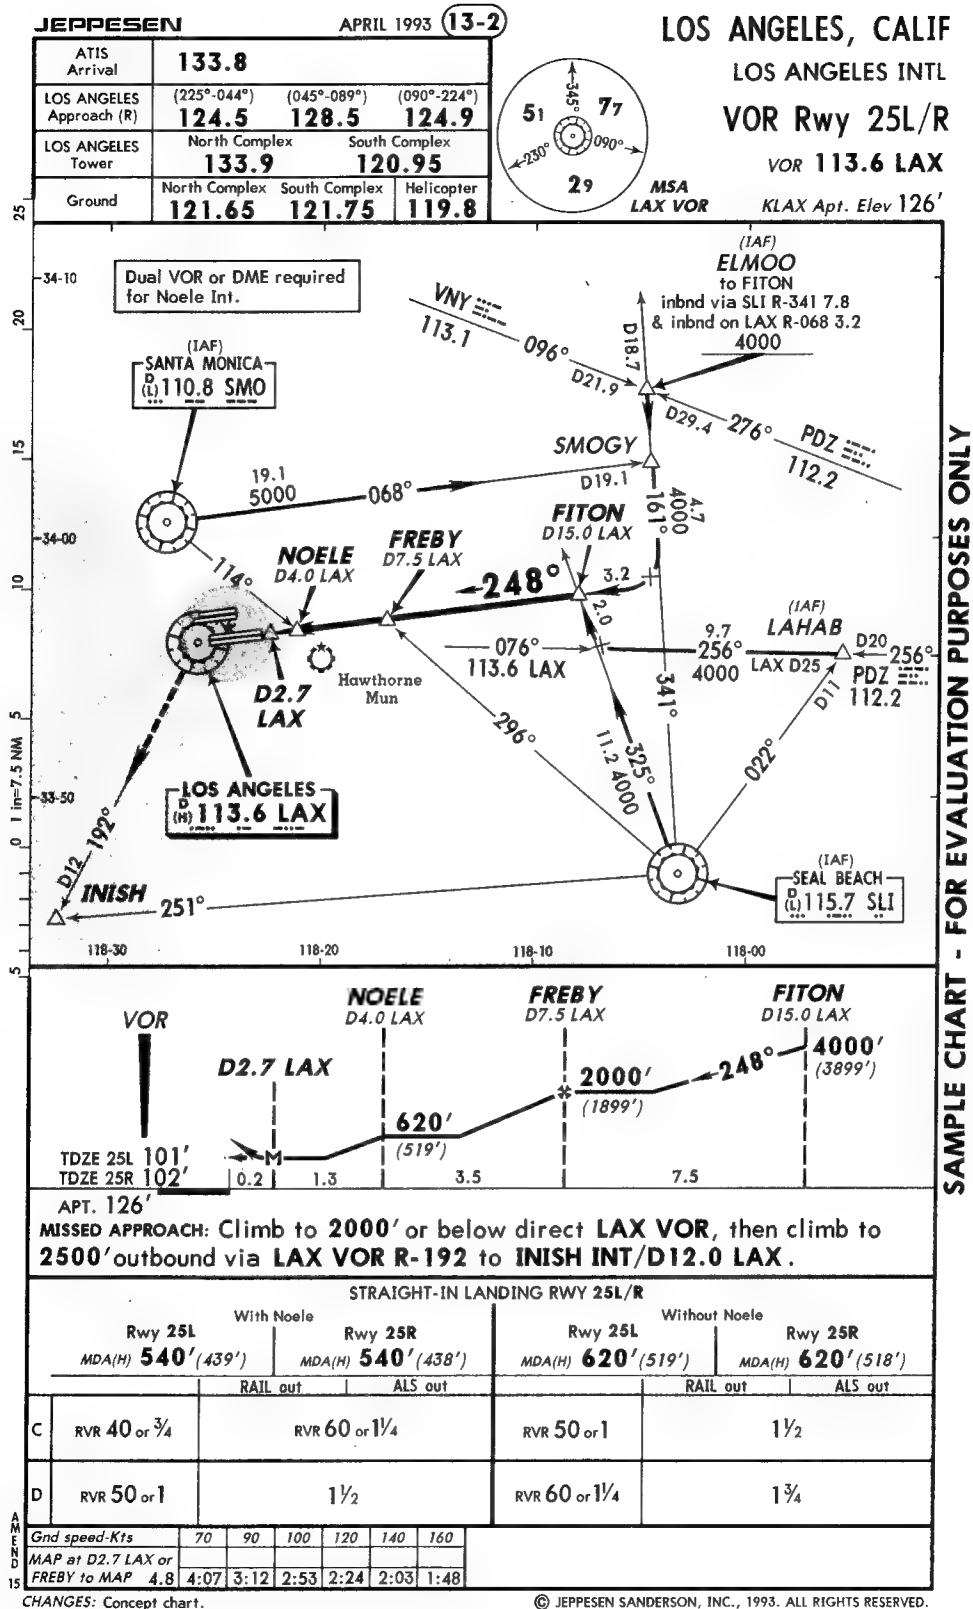 JEPPESEN APRIL 1993 13-2
LOS ANGELES, CALIF
LOS ANGELES INTL
VOR Rwy 25L/R
VOR 113.6 LAX
KLAX Apt. Elev 126'
ATIS Arrival 133.8
LOS ANGELES Approach (R) (225°-044°) 124.5 (045°-089°) 128.5 (090°-224°) 124.9
LOS ANGELES Tower North Complex 133.9 South Complex 120.95
Ground North Complex 121.65 South Complex 121.75 Helicopter 119.8
345°
51 77
230° 090°
29
MSA
LAX VOR
25
20
15
10
5
0
5
1 in=7.5 NM
34-10
34-00
33-50
Dual VOR or DME required
for Noele Int.
(IAF)
ELMOO
to FITON
inbnd via SLI R-341 7.8
& inbnd on LAX R-068 3.2
4000
VNY
113.1
096°
D21.9
D18.7
D29.4
276°
PDZ
112.2
(IAF)
SANTA MONICA
D
(L) 110.8 SMO
19.1
5000
068°
SMOGY
D19.1
161°
4000
4.7
FITON
D15.0 LAX
FREBY
D7.5 LAX
NOELE
D4.0 LAX
114°
248°
3.2
2.0
(IAF)
LAHAB
9.7
256°
4000
LAX D25
D20
256°
PDZ
112.2
D11
076°
113.6 LAX
Hawthorne
Mun
D2.7
LAX
296°
341°
325°
11.2 4000
022°
LOS ANGELES
D
(H) 113.6 LAX
192°
D12
INISH
251°
(IAF)
SEAL BEACH
D
(L) 115.7 SLI
118-30 118-20 118-10 118-00
SAMPLE CHART - FOR EVALUATION PURPOSES ONLY
VOR
NOELE
D4.0 LAX
FREBY
D7.5 LAX
FITON
D15.0 LAX
D2.7 LAX
4000'
(3899')
248°
2000'
(1899')
620'
(519')
M
TDZE 25L 101'
TDZE 25R 102'
0.2 1.3 3.5 7.5
APT. 126'
MISSED APPROACH: Climb to 2000' or below direct LAX VOR, then climb to
2500' outbound via LAX VOR R-192 to INISH INT/D12.0 LAX.
STRAIGHT-IN LANDING RWY 25L/R
With Noele Without Noele
Rwy 25L Rwy 25R Rwy 25L Rwy 25R
MDA(H) 540' (439') MDA(H) 540' (438') MDA(H) 620' (519') MDA(H) 620' (518')
RAIL out ALS out RAIL out ALS out
C RVR 40 or 3/4 RVR 60 or 1 1/4 RVR 50 or 1 1 1/2
D RVR 50 or 1 1 1/2 RVR 60 or 1 1/4 1 3/4
AMEND 15
Gnd speed-Kts 70 90 100 120 140 160
MAP at D2.7 LAX or
FREBY to MAP 4.8 4:07 3:12 2:53 2:24 2:03 1:48
CHANGES: Concept chart.
© JEPPESEN SANDERSON, INC., 1993. ALL RIGHTS RESERVED.